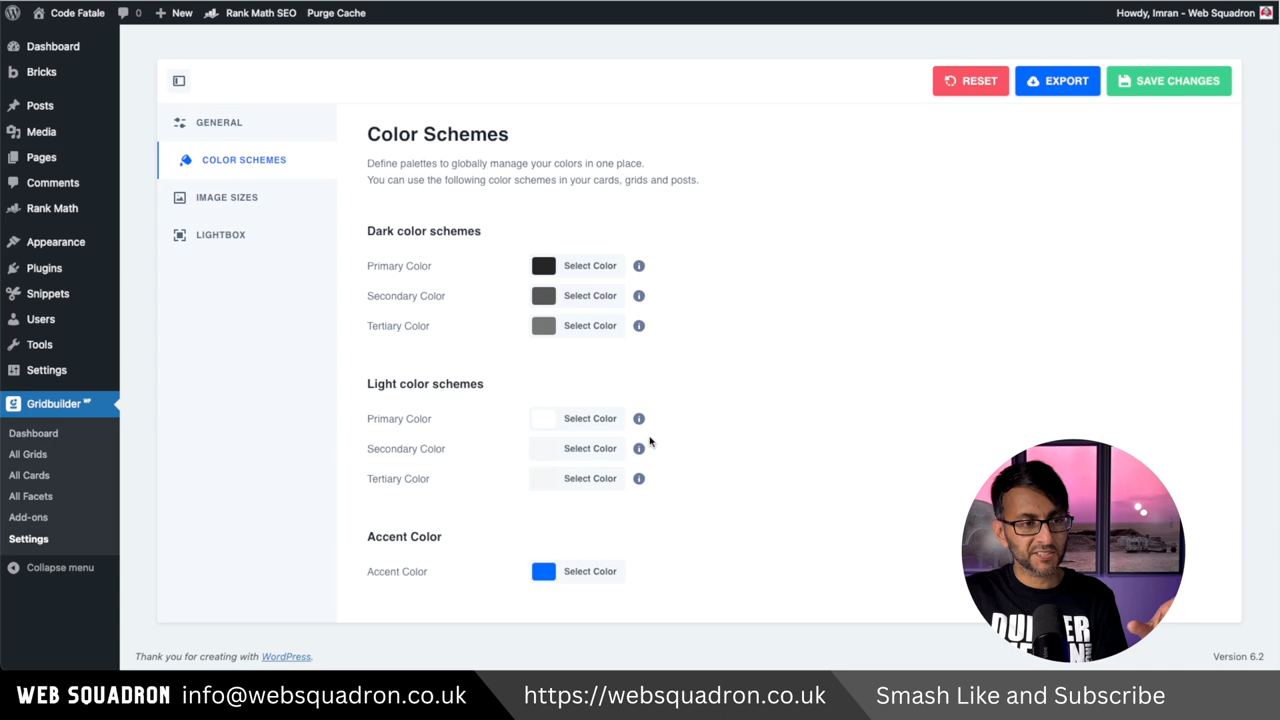 Code Fatale 0 New Rank Math SEO Purge Cache Howdy, Imran - Web Squadron
Dashboard
Bricks
Posts
Media
Pages
Comments
Rank Math
Appearance
Plugins
Snippets
Users
Tools
Settings
Gridbuilder WP
Dashboard
All Grids
All Cards
All Facets
Add-ons
Settings
Collapse menu
RESET EXPORT SAVE CHANGES
GENERAL
COLOR SCHEMES
IMAGE SIZES
LIGHTBOX
Color Schemes
Define palettes to globally manage your colors in one place.
You can use the following color schemes in your cards, grids and posts.
Dark color schemes
Primary Color Select Color
Secondary Color Select Color
Tertiary Color Select Color
Light color schemes
Primary Color Select Color
Secondary Color Select Color
Tertiary Color Select Color
Accent Color
Accent Color Select Color
Thank you for creating with WordPress. Version 6.2
WEB SQUADRON info@websquadron.co.uk https://websquadron.co.uk Smash Like and Subscribe